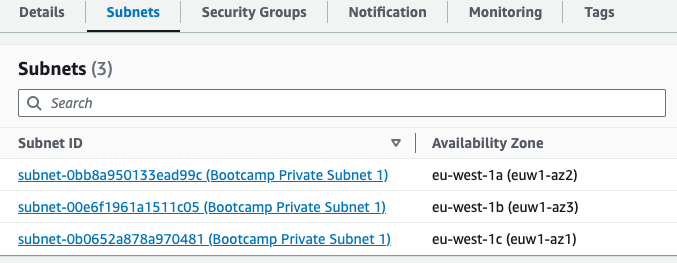 Details Subnets Security Groups Notification Monitoring Tags
Subnets (3)
Search
Subnet ID Availability Zone
subnet-0bb8a950133ead99c (Bootcamp Private Subnet 1) eu-west-1a (euw1-az2)
subnet-00e6f1961a1511c05 (Bootcamp Private Subnet 1) eu-west-1b (euw1-az3)
subnet-0b0652a878a970481 (Bootcamp Private Subnet 1) eu-west-1c (euw1-az1)